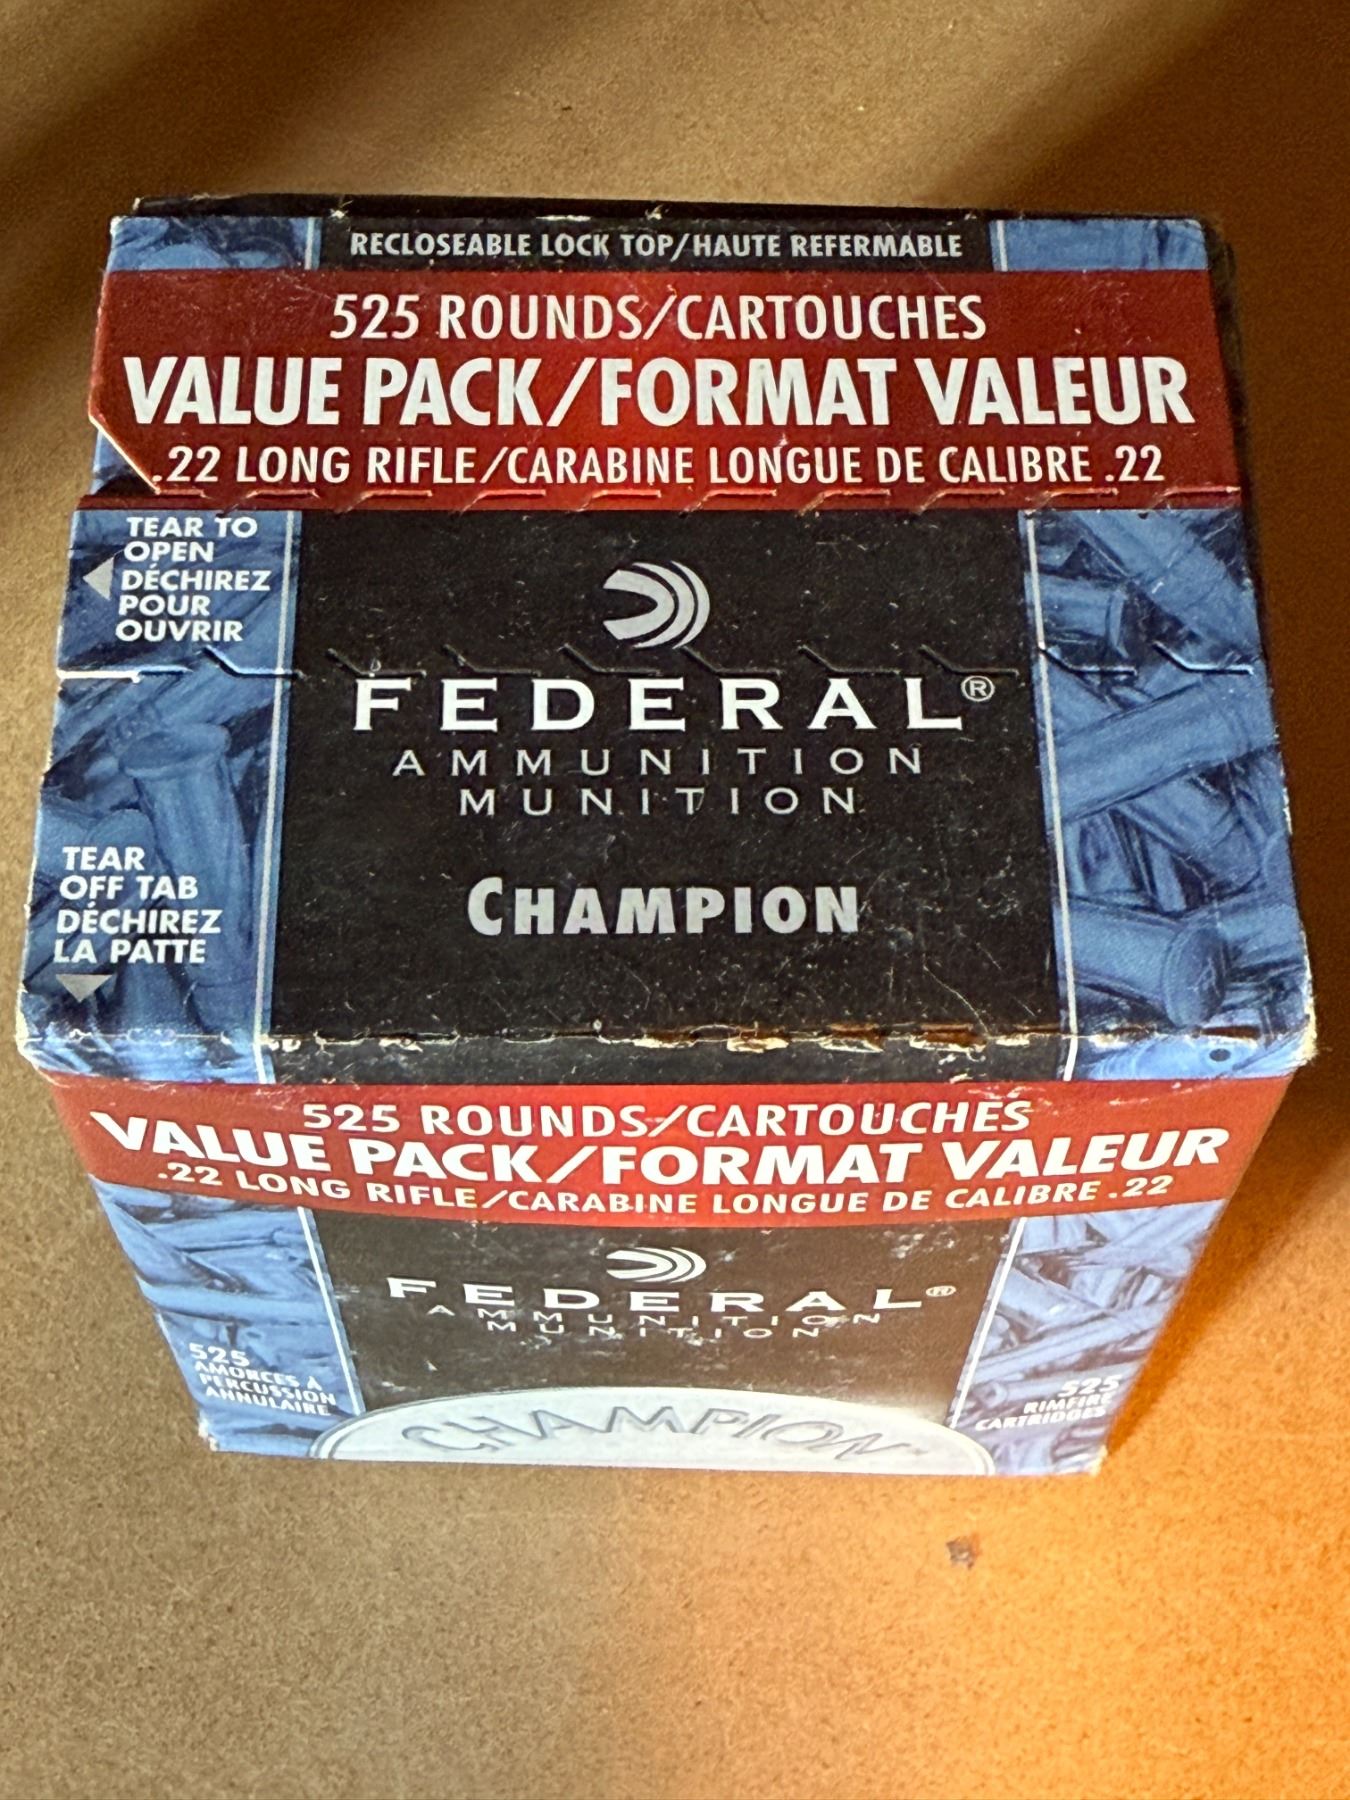 RECLOSEABLE LOCK TOP/HAUTE REFERMABLE
525 ROUNDS/CARTOUCHES
VALUE PACK/FORMAT VALEUR
.22 LONG RIFLE/CARABINE LONGUE DE CALIBRE .22
TEAR TO
OPEN
DÉCHIREZ
POUR
OUVRIR
FEDERAL®
AMMUNITION
MUNITION
TEAR
OFF TAB
DÉCHIREZ
LA PATTE
CHAMPION
525 ROUNDS/CARTOUCHES
VALUE PACK/FORMAT VALEUR
.22 LONG RIFLE/CARABINE LONGUE DE CALIBRE .22
FEDERAL®
AMMUNITION
MUNITION
525
AMORCES À
PERCUSSION
ANNULAIRE
CHAMPION
525
RIMFIRE
CARTRIDGES